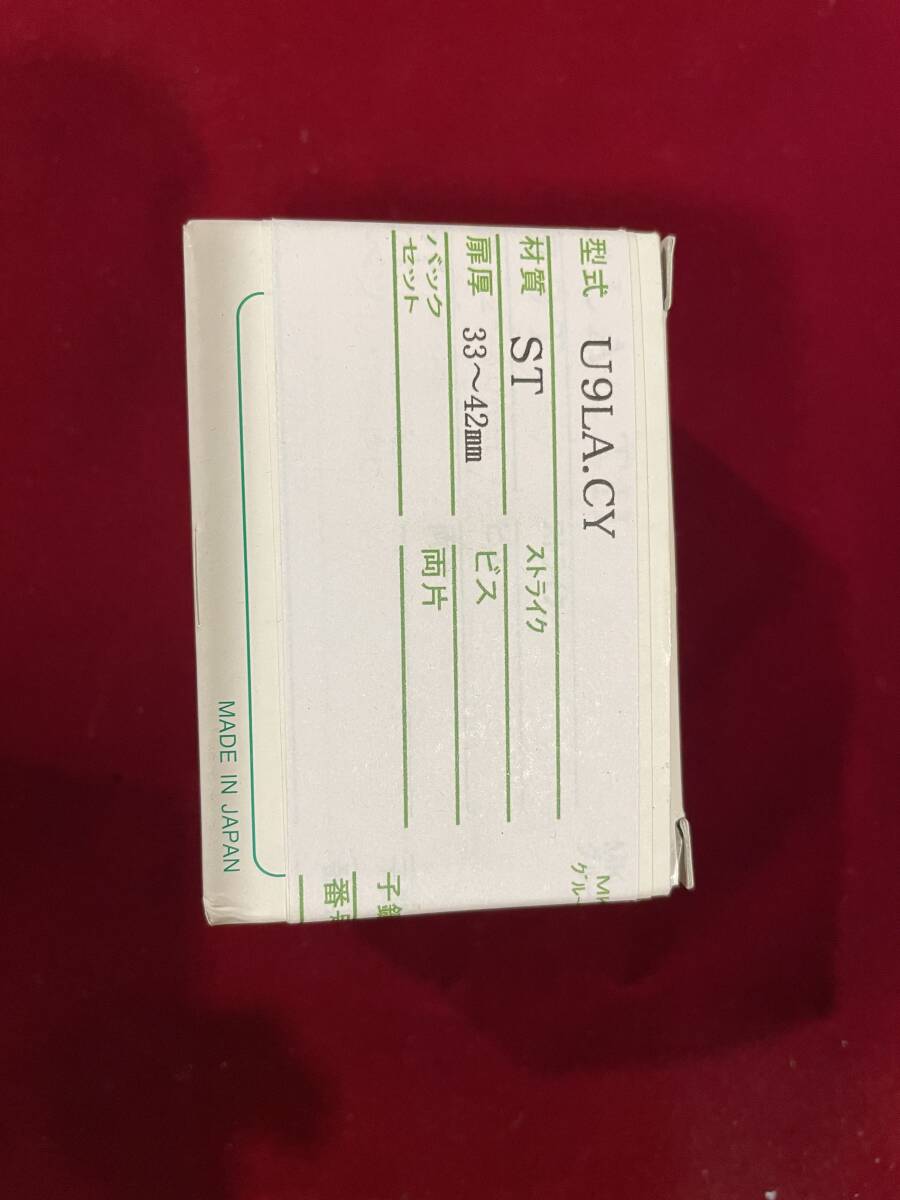 型式 U9LA.CY
材質 ST
ストライク
扉厚 33～42mm
ビス
バック
セット
両片
MADE IN JAPAN